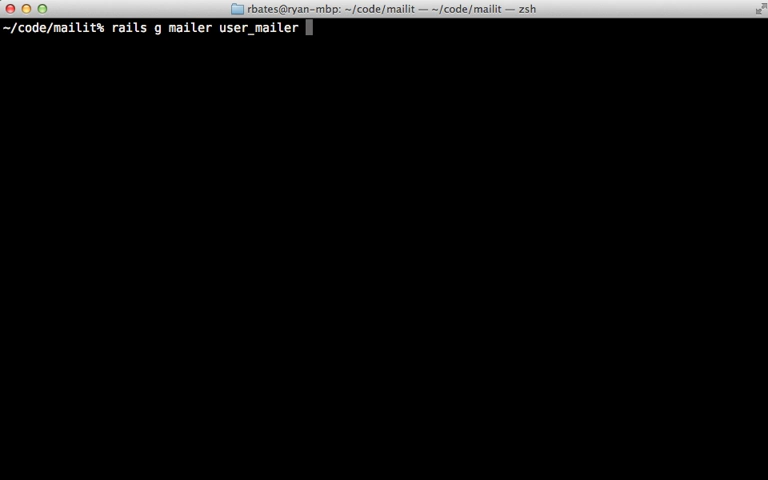 rbates@ryan-mbp: ~/code/mailit — ~/code/mailit — zsh
~/code/mailit% rails g mailer user_mailer